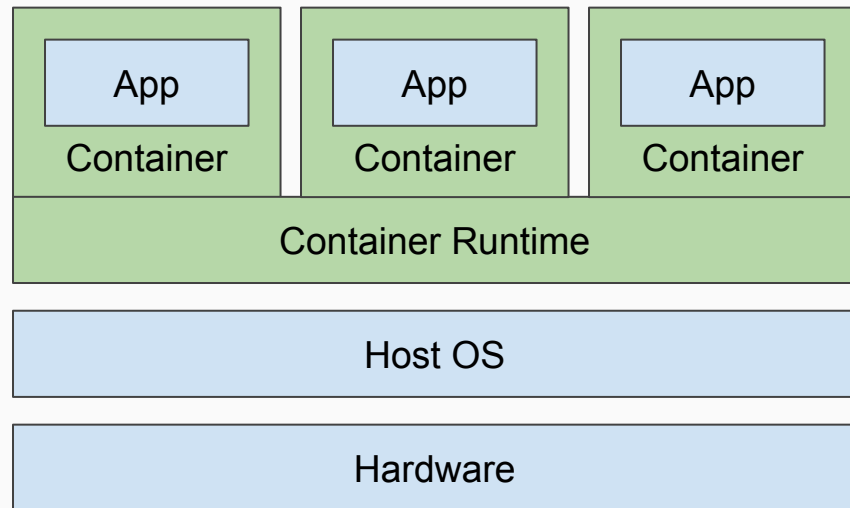 App
App
App
Container
Container
Container
Container Runtime
Host OS
Hardware